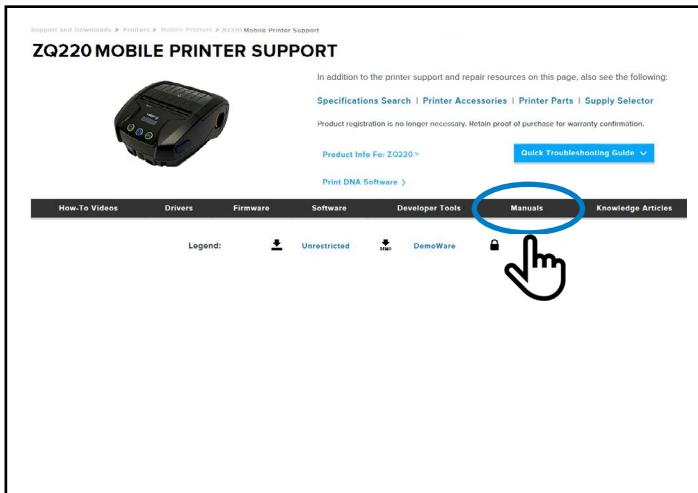 Support and Downloads > Printers > Mobile Printers > ZQ220 Mobile Printer Support
ZQ220 MOBILE PRINTER SUPPORT
In addition to the printer support and repair resources on this page, also see the following:
Specifications Search | Printer Accessories | Printer Parts | Supply Selector
Product registration is no longer necessary. Retain proof of purchase for warranty confirmation.
Product Info For ZQ220 >
Quick Troubleshooting Guide
Print DNA Software >
How-To Videos Drivers Firmware Software Developer Tools Manuals Knowledge Articles
Legend: Unrestricted DEMO DemoWare